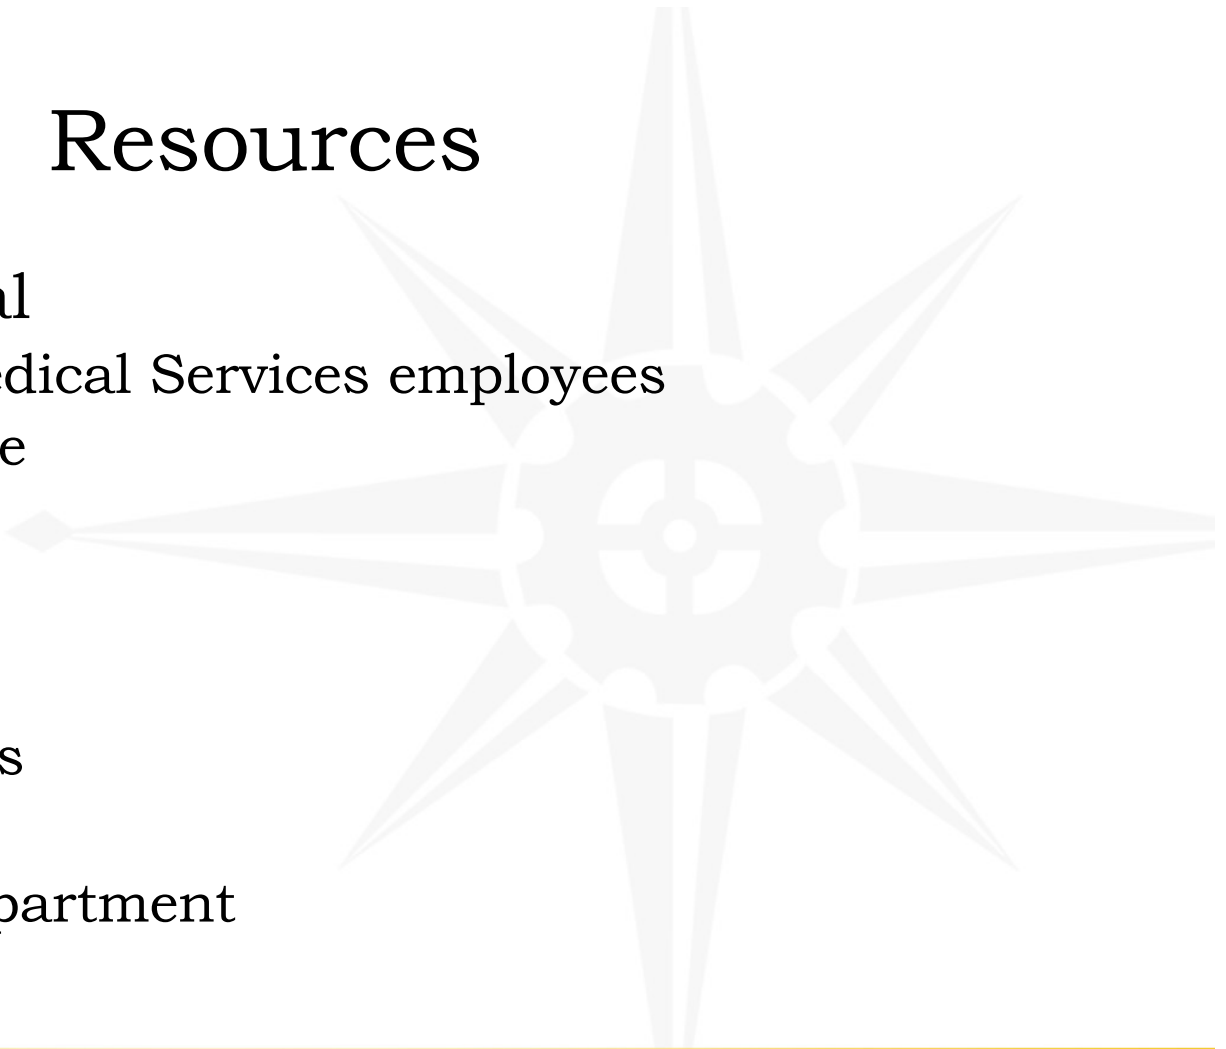 Resources
al
edical Services employees
e
s
partment